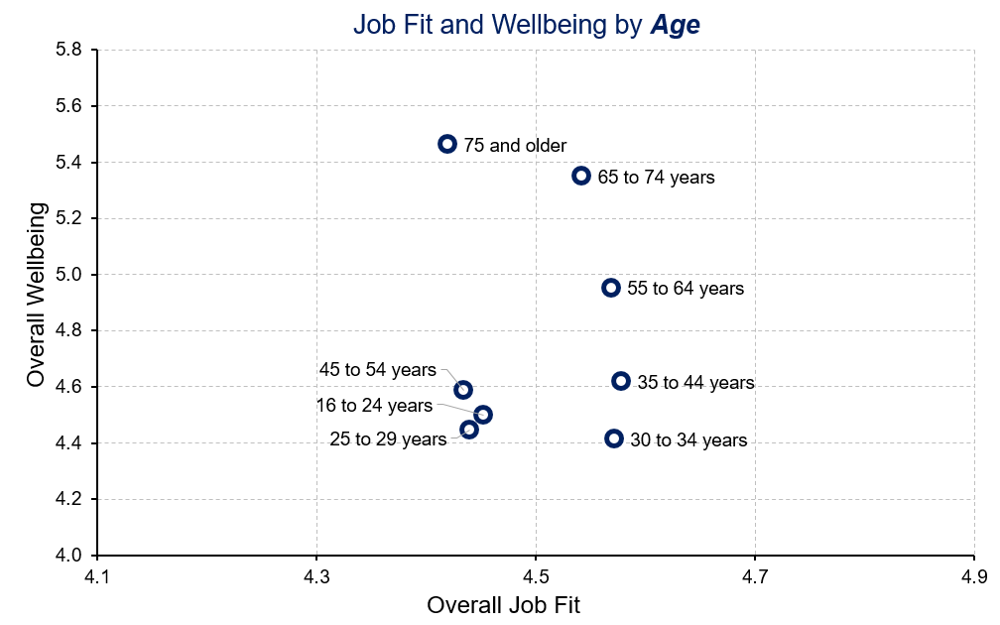 Job Fit and Wellbeing by Age
5.8
5.6
5.4
5.2
5.0
4.8
4.6
4.4
4.2
4.0
Overall Wellbeing
75 and older
65 to 74 years
55 to 64 years
45 to 54 years
35 to 44 years
16 to 24 years
25 to 29 years
30 to 34 years
4.1
4.3
4.5
4.7
4.9
Overall Job Fit